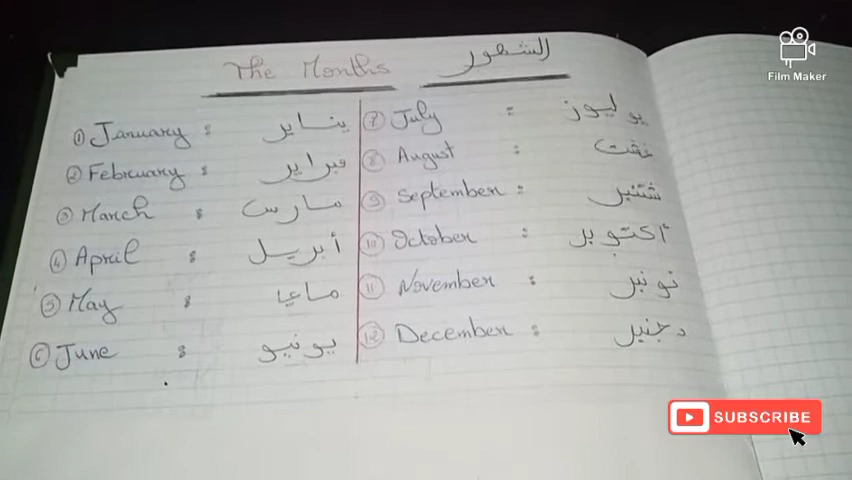 The Months الشهور
① January : يناير
② February : فبراير
③ March : مارس
④ April : أبريل
⑤ May : ماي
⑥ June : يونيو
⑦ July : يوليوز
⑧ August : غشت
⑨ September : شتنبر
⑩ October : أكتوبر
⑪ November : نونبر
⑫ December : دجنبر
Film Maker
SUBSCRIBE